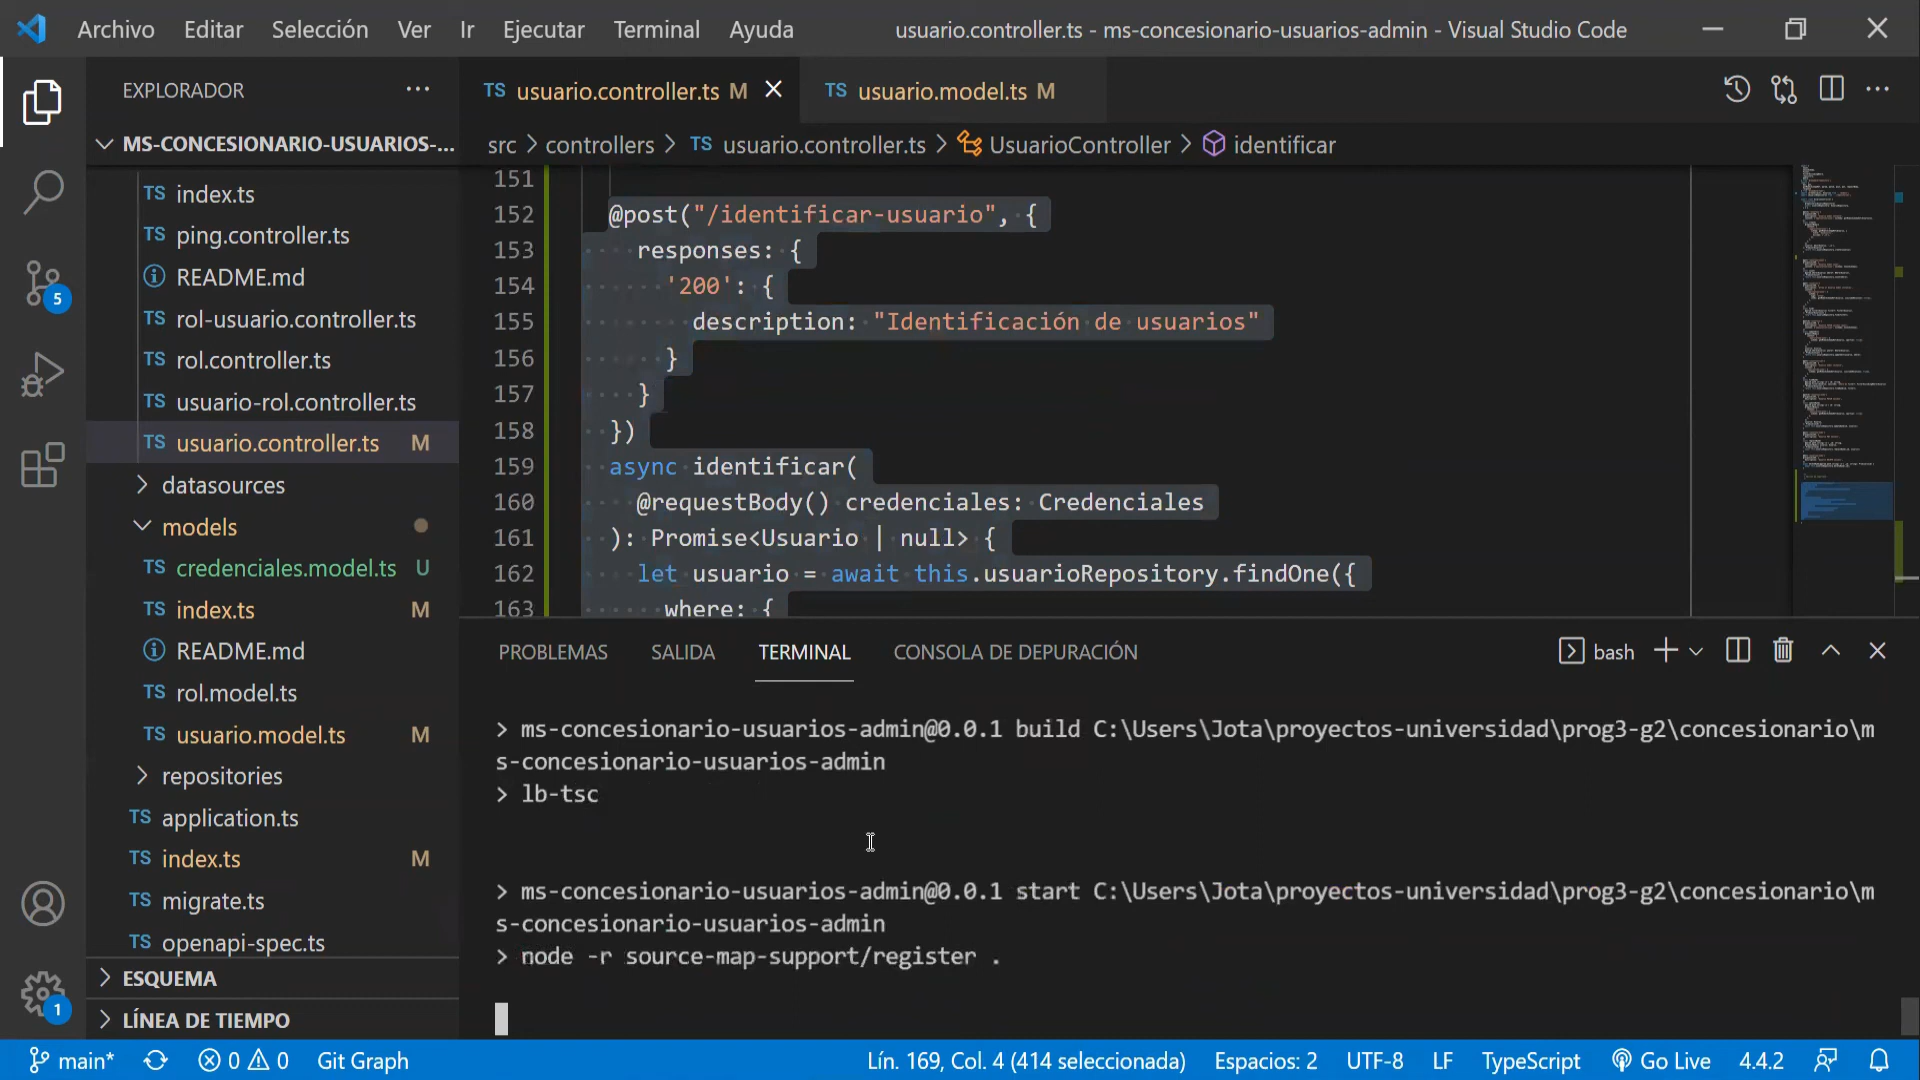 Archivo Editar Selección Ver Ir Ejecutar Terminal Ayuda usuario.controller.ts - ms-concesionario-usuarios-admin - Visual Studio Code
EXPLORADOR
MS-CONCESIONARIO-USUARIOS-...
TS index.ts
TS ping.controller.ts
README.md
TS rol-usuario.controller.ts
TS rol.controller.ts
TS usuario-rol.controller.ts
TS usuario.controller.ts M
datasources
models
TS credenciales.model.ts U
TS index.ts M
README.md
TS rol.model.ts
TS usuario.model.ts M
repositories
TS application.ts
TS index.ts M
TS migrate.ts
TS openapi-spec.ts
ESQUEMA
LÍNEA DE TIEMPO
5
1
TS usuario.controller.ts M TS usuario.model.ts M
src > controllers > TS usuario.controller.ts > UsuarioController > identificar
151
152 @post("/identificar-usuario", {
153 responses: {
154 '200': {
155 description: "Identificación de usuarios"
156 }
157 }
158 })
159 async identificar(
160 @requestBody() credenciales: Credenciales
161 ): Promise<Usuario | null> {
162 let usuario = await this.usuarioRepository.findOne({
163 where: {
PROBLEMAS SALIDA TERMINAL CONSOLA DE DEPURACIÓN bash
> ms-concesionario-usuarios-admin@0.0.1 build C:\Users\Jota\proyectos-universidad\prog3-g2\concesionario\m
s-concesionario-usuarios-admin
> lb-tsc
> ms-concesionario-usuarios-admin@0.0.1 start C:\Users\Jota\proyectos-universidad\prog3-g2\concesionario\m
s-concesionario-usuarios-admin
> node -r source-map-support/register .
main* 0 0 Git Graph Lín. 169, Col. 4 (414 seleccionada) Espacios: 2 UTF-8 LF TypeScript Go Live 4.4.2